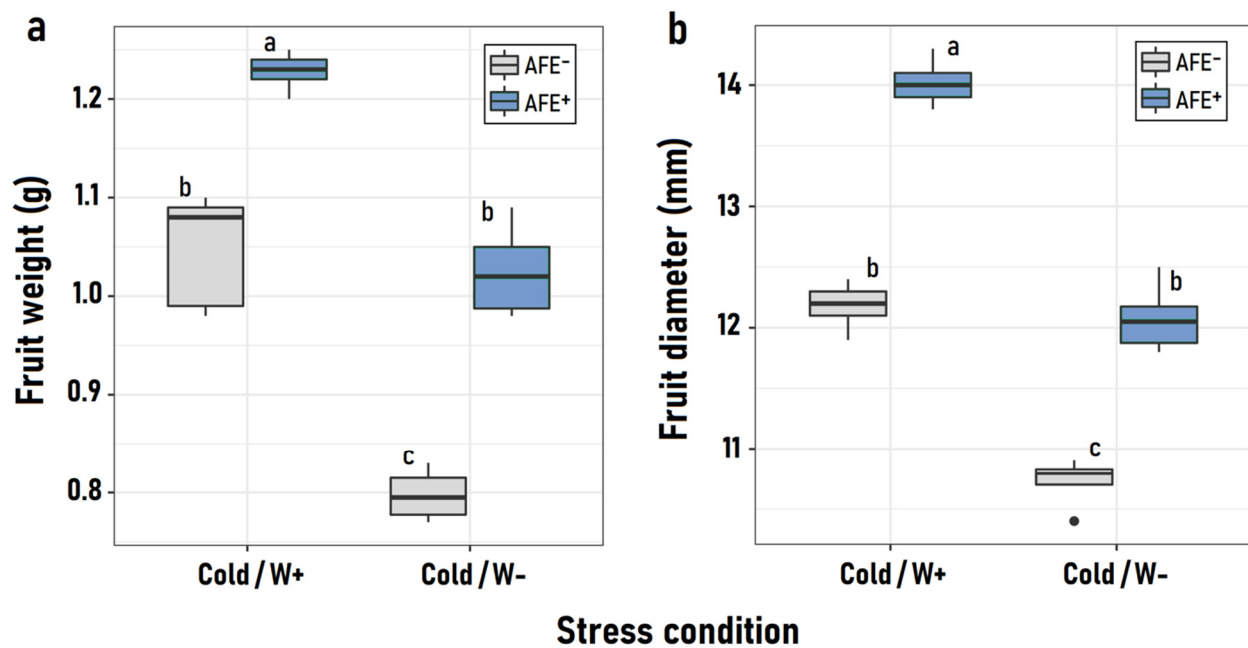 a
Fruit weight (g)
1.2
1.1
1.0
0.9
0.8
a
b
b
c
AFE⁻
AFE⁺
Cold/W+
Cold/W-
b
Fruit diameter (mm)
14
13
12
11
a
b
b
c
AFE⁻
AFE⁺
Cold/W+
Cold/W-
Stress condition